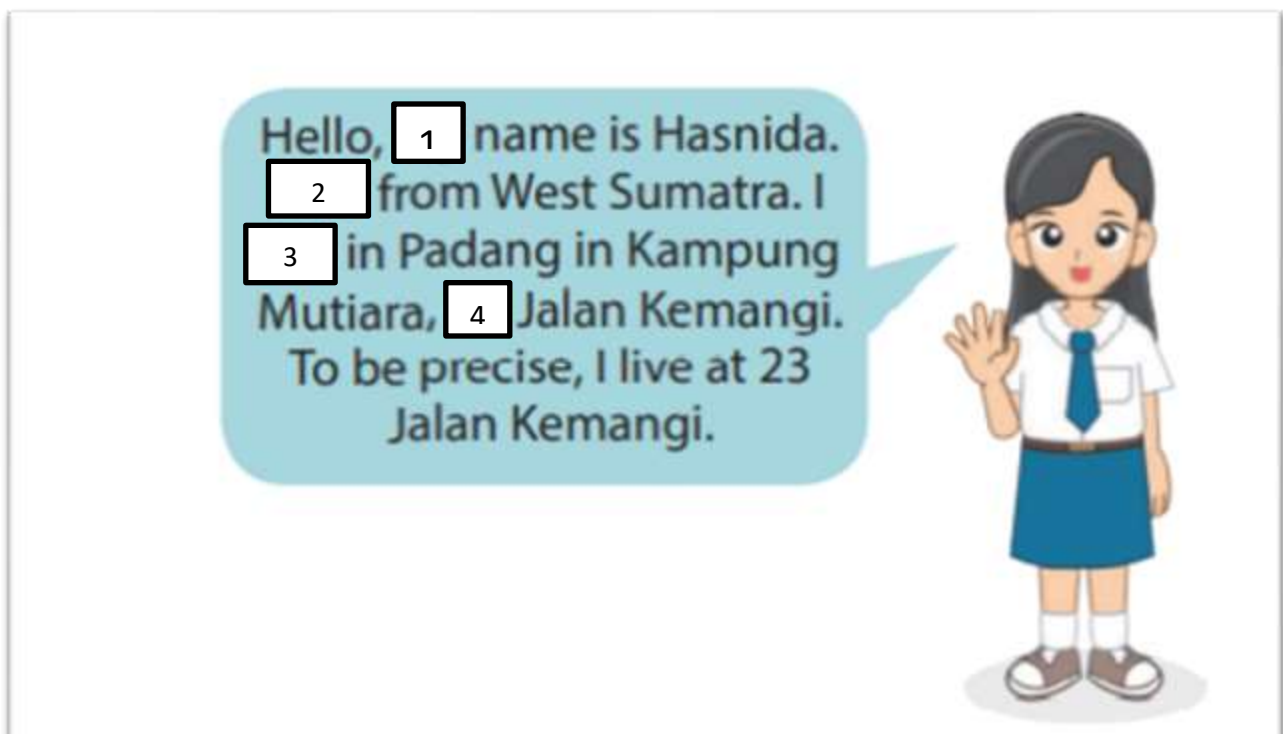 Hello, 1 name is Hasnida.
2 from West Sumatra. I
3 in Padang in Kampung
Mutiara, 4 Jalan Kemangi.
To be precise, I live at 23
Jalan Kemangi.